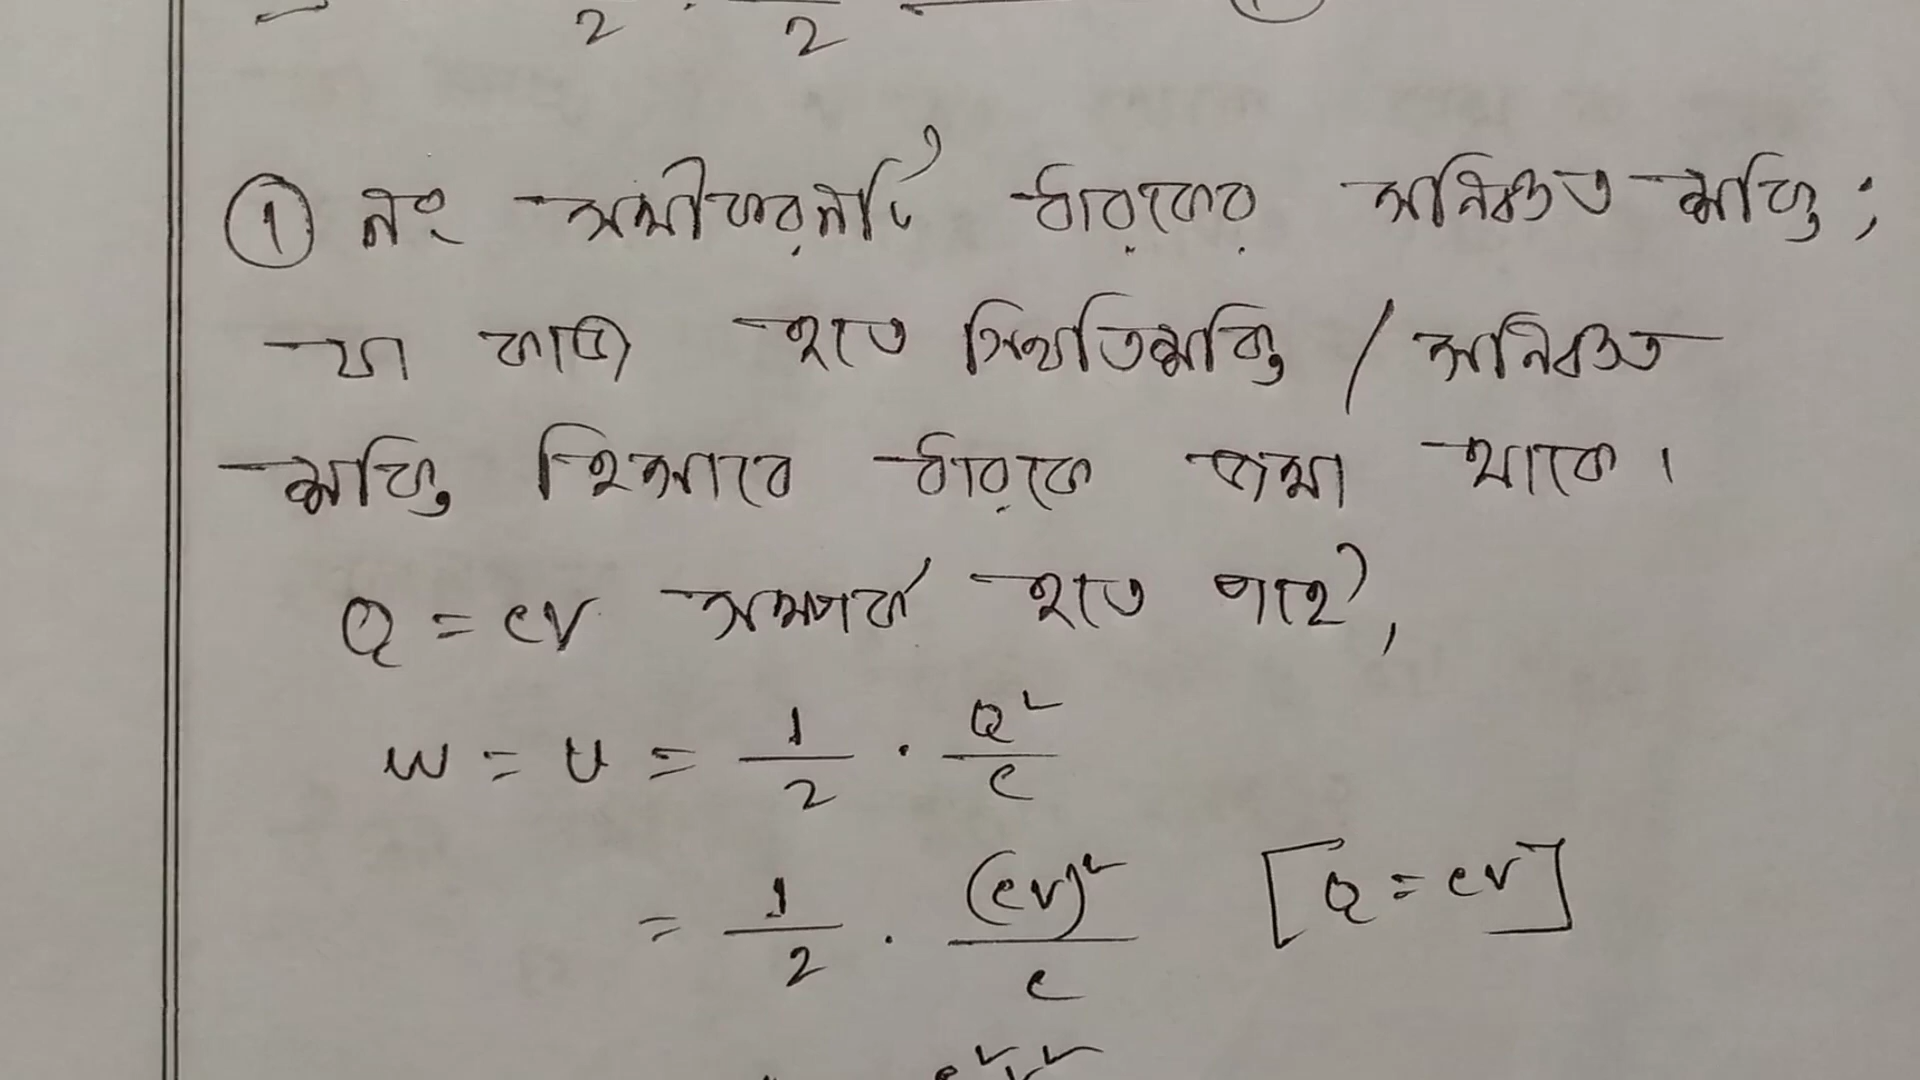 2 . 2
① নং সমীকরনটি ধারকের সঞ্চিত শক্তি ;
যা কাজ হতে স্থিতিশক্তি / সঞ্চিত
শক্তি হিসাবে ধারকে জমা থাকে ।
Q = CV সম্পর্ক হতে পাই,
W = U = 1/2 . Q²/C
= 1/2 . (CV)²/C [Q = CV]